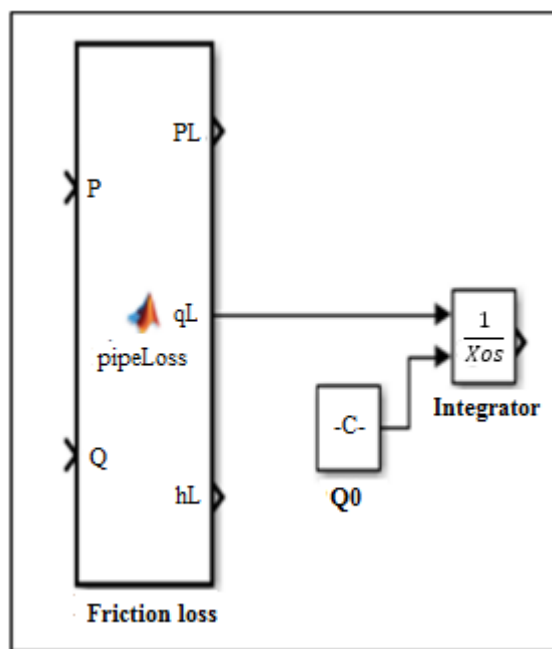 PL
P
qL
pipeLoss
1
Xos
Integrator
-C-
Q0
Q
hL
Friction loss